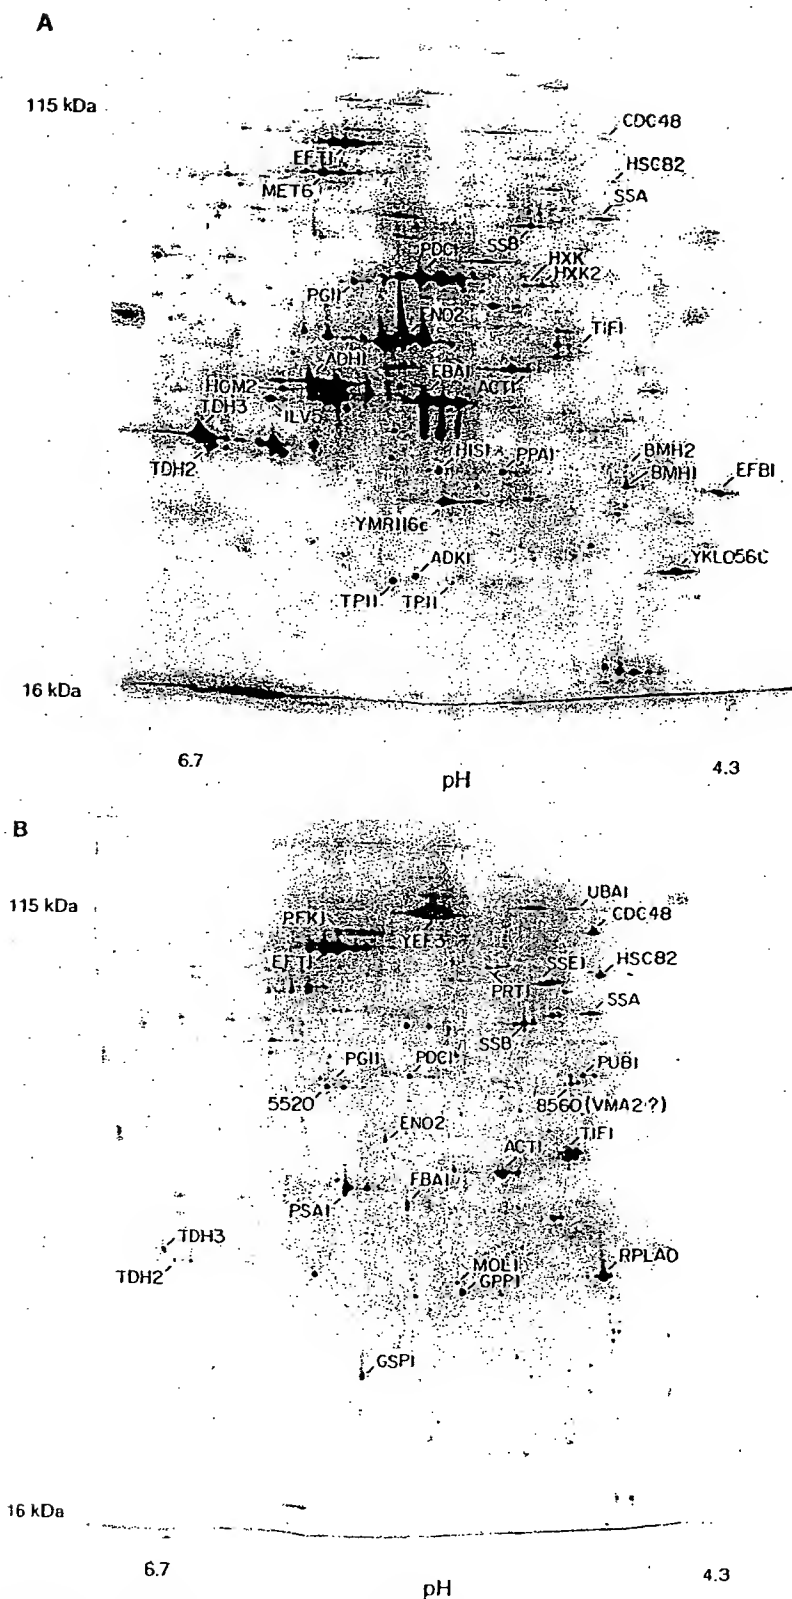 A
115 kDa
CDC48
EFT1
HSC82
MET6
SSA
SSB
PDC1
HXK
HXK2
PGI1
ENO2
TIF1
ADH1
FBA1
HOM2
ACT1
TDH3
ILV5
HIS1
PPA1
BMH2
TDH2
BMH1
EFB1
YMR116c
ADK1
YKL056C
TPI1
TPI1
16 kDa
6.7
pH
4.3
B
UBA1
115 kDa
PFK1
CDC48
YEF3
EFT1
SSE1
HSC82
PRT1
SSA
SSB
PGI1
PDC1
PUB1
5520
8560 (VMA2?)
ENO2
TIF1
ACT1
FBA1
PSA1
TDH3
RPLA0
MOL1
TDH2
GPP1
GSP1
16 kDa
6.7
pH
4.3